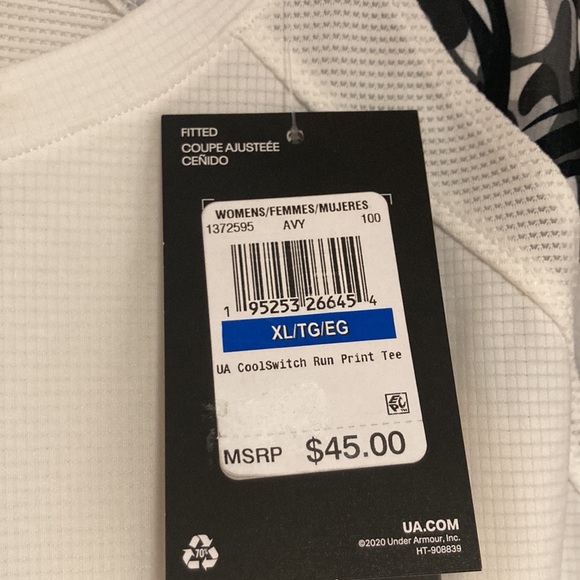 FITTED
COUPE AJUSTEÉE
CEÑIDO
WOMENS/FEMMES/MUJERES
1372595 AVY 100
1 95253 26645 4
XL/TG/EG
UA CoolSwitch Run Print Tee
MSRP $45.00
70%
UA.COM
©2020 Under Armour, Inc.
HT-908839